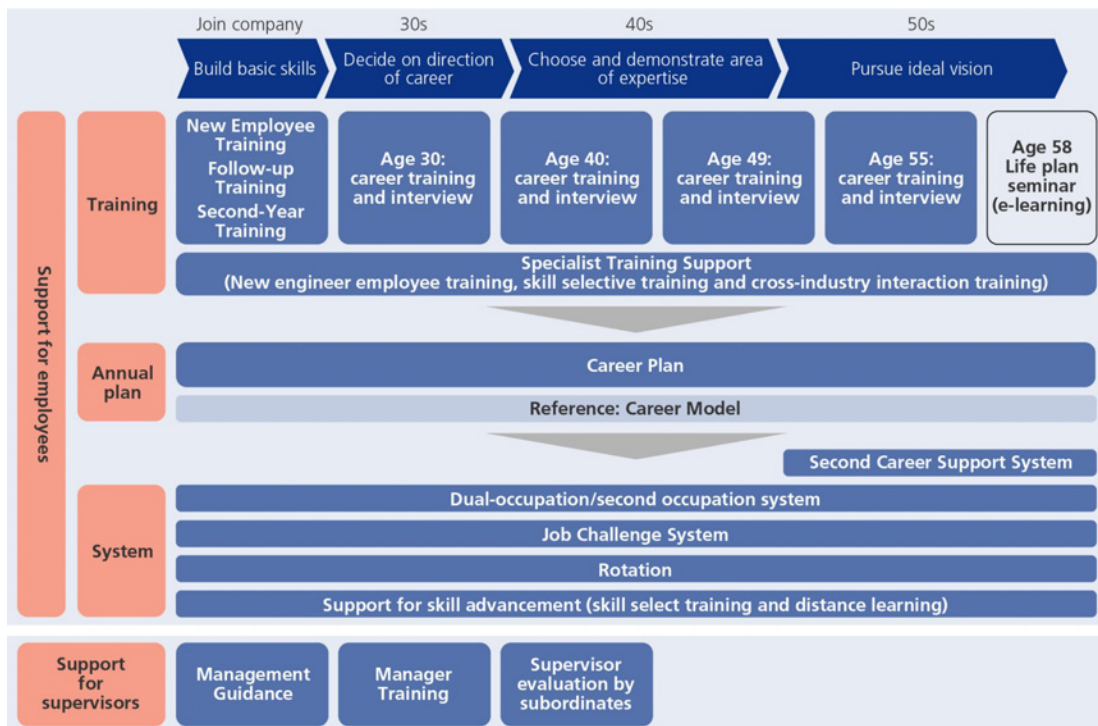 Join company
30s
40s
50s
Build basic skills
Decide on direction
of career
Choose and demonstrate area
of expertise
Pursue ideal vision
Support for employees
Training
New Employee
Training
Follow-up
Training
Second-Year
Training
Age 30:
career training
and interview
Age 40:
career training
and interview
Age 49:
career training
and interview
Age 55:
career training
and interview
Age 58
Life plan
seminar
(e-learning)
Specialist Training Support
(New engineer employee training, skill selective training and cross-industry interaction training)
Annual
plan
Career Plan
Reference: Career Model
Second Career Support System
System
Dual-occupation/second occupation system
Job Challenge System
Rotation
Support for skill advancement (skill select training and distance learning)
Support
for
supervisors
Management
Guidance
Manager
Training
Supervisor
evaluation by
subordinates